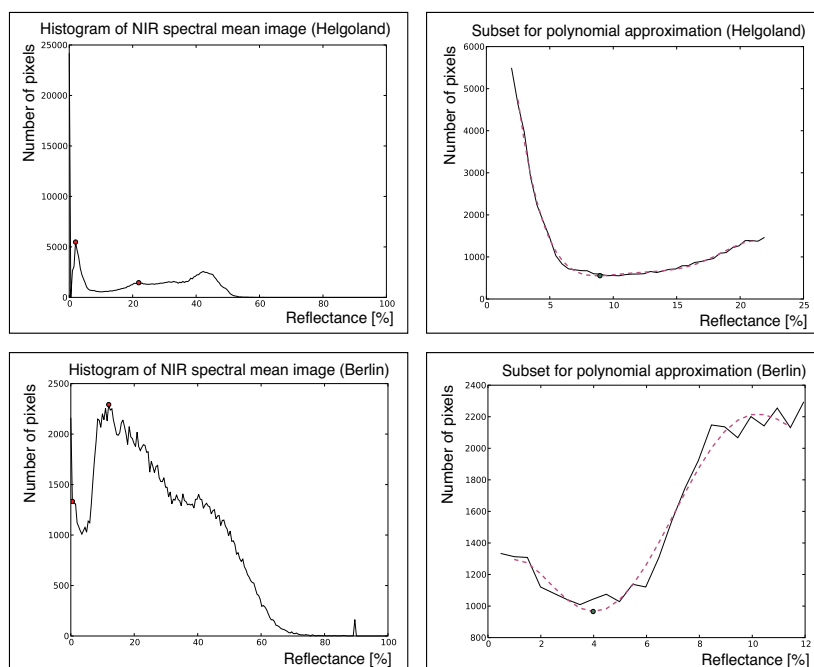 Histogram of NIR spectral mean image (Helgoland)
Number of pixels
25000
20000
15000
10000
5000
0
0 20 40 60 80 100
Reflectance [%]
Subset for polynomial approximation (Helgoland)
Number of pixels
6000
5000
4000
3000
2000
1000
0
0 5 10 15 20 25
Reflectance [%]
Histogram of NIR spectral mean image (Berlin)
Number of pixels
2500
2000
1500
1000
500
0
0 20 40 60 80 100
Reflectance [%]
Subset for polynomial approximation (Berlin)
Number of pixels
2400
2200
2000
1800
1600
1400
1200
1000
800
0 2 4 6 8 10 12
Reflectance [%]